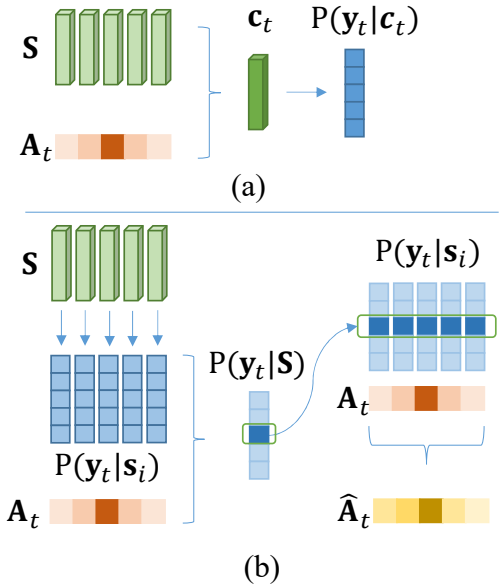 S
A_t
c_t
P(y_t|c_t)
(a)
S
P(y_t|s_i)
A_t
P(y_t|S)
P(y_t|s_i)
A_t
Â_t
(b)